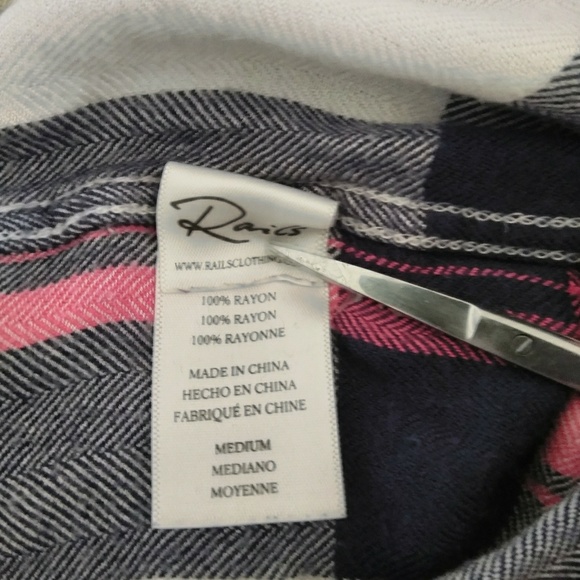 Rails
WWW.RAILSCLOTHIN
100% RAYON
100% RAYON
100% RAYONNE
MADE IN CHINA
HECHO EN CHINA
FABRIQUÉ EN CHINE
MEDIUM
MEDIANO
MOYENNE